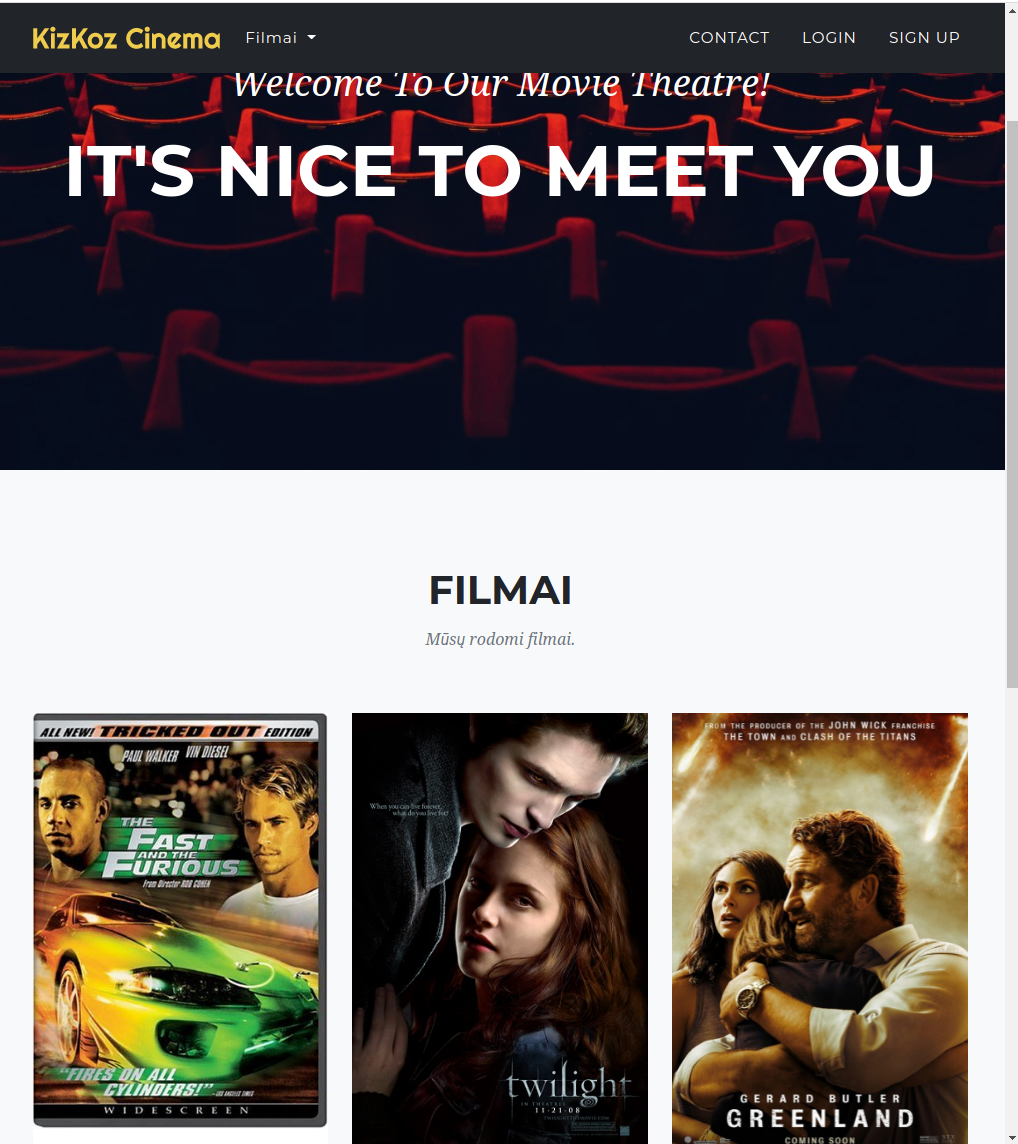 KizKoz Cinema
Filmai
CONTACT
LOGIN
SIGN UP
Welcome To Our Movie Theatre!
IT'S NICE TO MEET YOU
FILMAI
Mūsų rodomi filmai.
ALL NEW! TRICKED OUT EDITION
PAUL WALKER VIN DIESEL
THE
FAST
AND THE
FURIOUS
From Director ROB COHEN
"FIRES ON ALL
CYLINDERS!" –LOS ANGELES TIMES
WIDESCREEN
When you can live forever,
what do you live for?
twilight
IN THEATRES
11·21·08
TWILIGHTTHEMOVIE.COM
FROM THE PRODUCER OF THE JOHN WICK FRANCHISE
THE TOWN AND CLASH OF THE TITANS
GERARD BUTLER
GREENLAND
COMING SOON